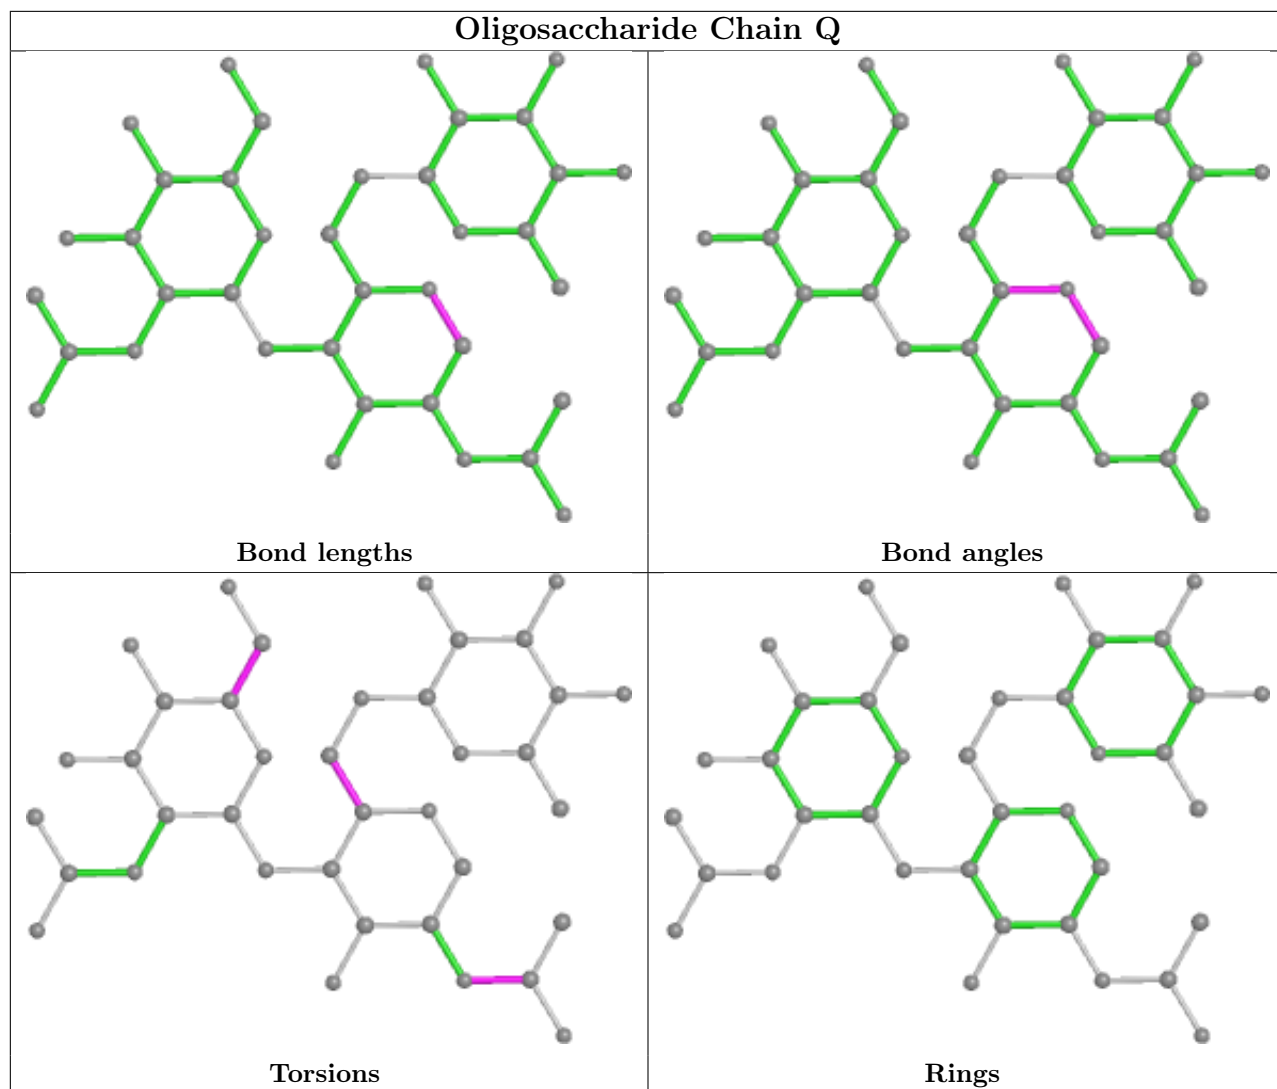 Oligosaccharide Chain Q
Bond lengths
Bond angles
Torsions
Rings